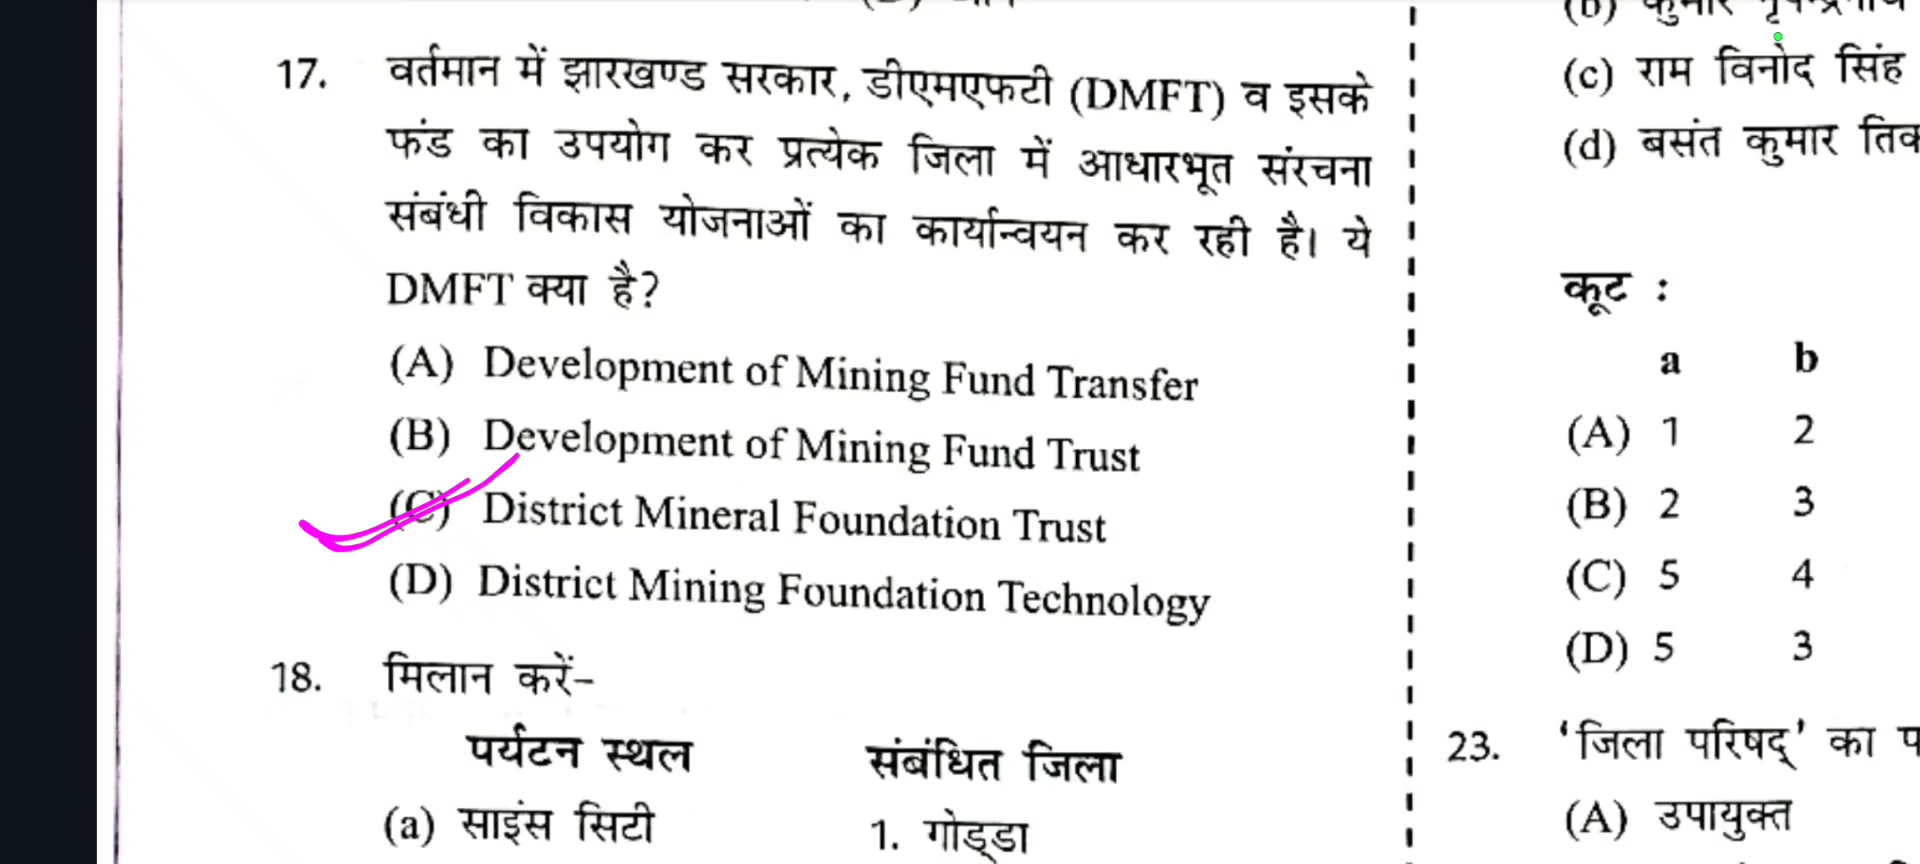 17. वर्तमान में झारखण्ड सरकार, डीएमएफटी (DMFT) व इसके
फंड का उपयोग कर प्रत्येक जिला में आधारभूत संरचना
संबंधी विकास योजनाओं का कार्यान्वयन कर रही है। ये
DMFT क्या है?
(A) Development of Mining Fund Transfer
(B) Development of Mining Fund Trust
(C) District Mineral Foundation Trust
(D) District Mining Foundation Technology
18. मिलान करें-
पर्यटन स्थल संबंधित जिला
(a) साइंस सिटी 1. गोड्डा
(b) कुमार
(c) राम विनोद सिंह
(d) बसंत कुमार
कूट :
a b
(A) 1 2
(B) 2 3
(C) 5 4
(D) 5 3
23. 'जिला परिषद्' का
(A) उपायुक्त